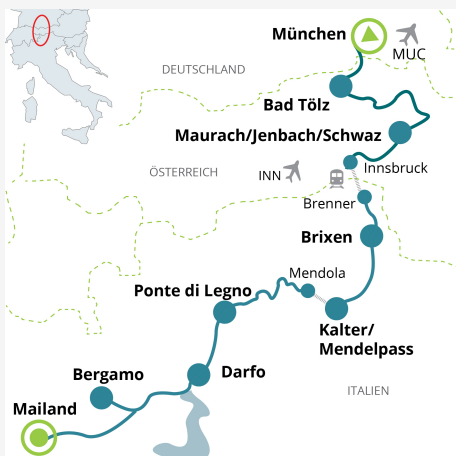 München
MUC
DEUTSCHLAND
Bad Tölz
Maurach/Jenbach/Schwaz
ÖSTERREICH
INN
Innsbruck
Brenner
Brixen
Mendola
Ponte di Legno
Kalter/
Mendelpass
Darfo
Bergamo
ITALIEN
Mailand